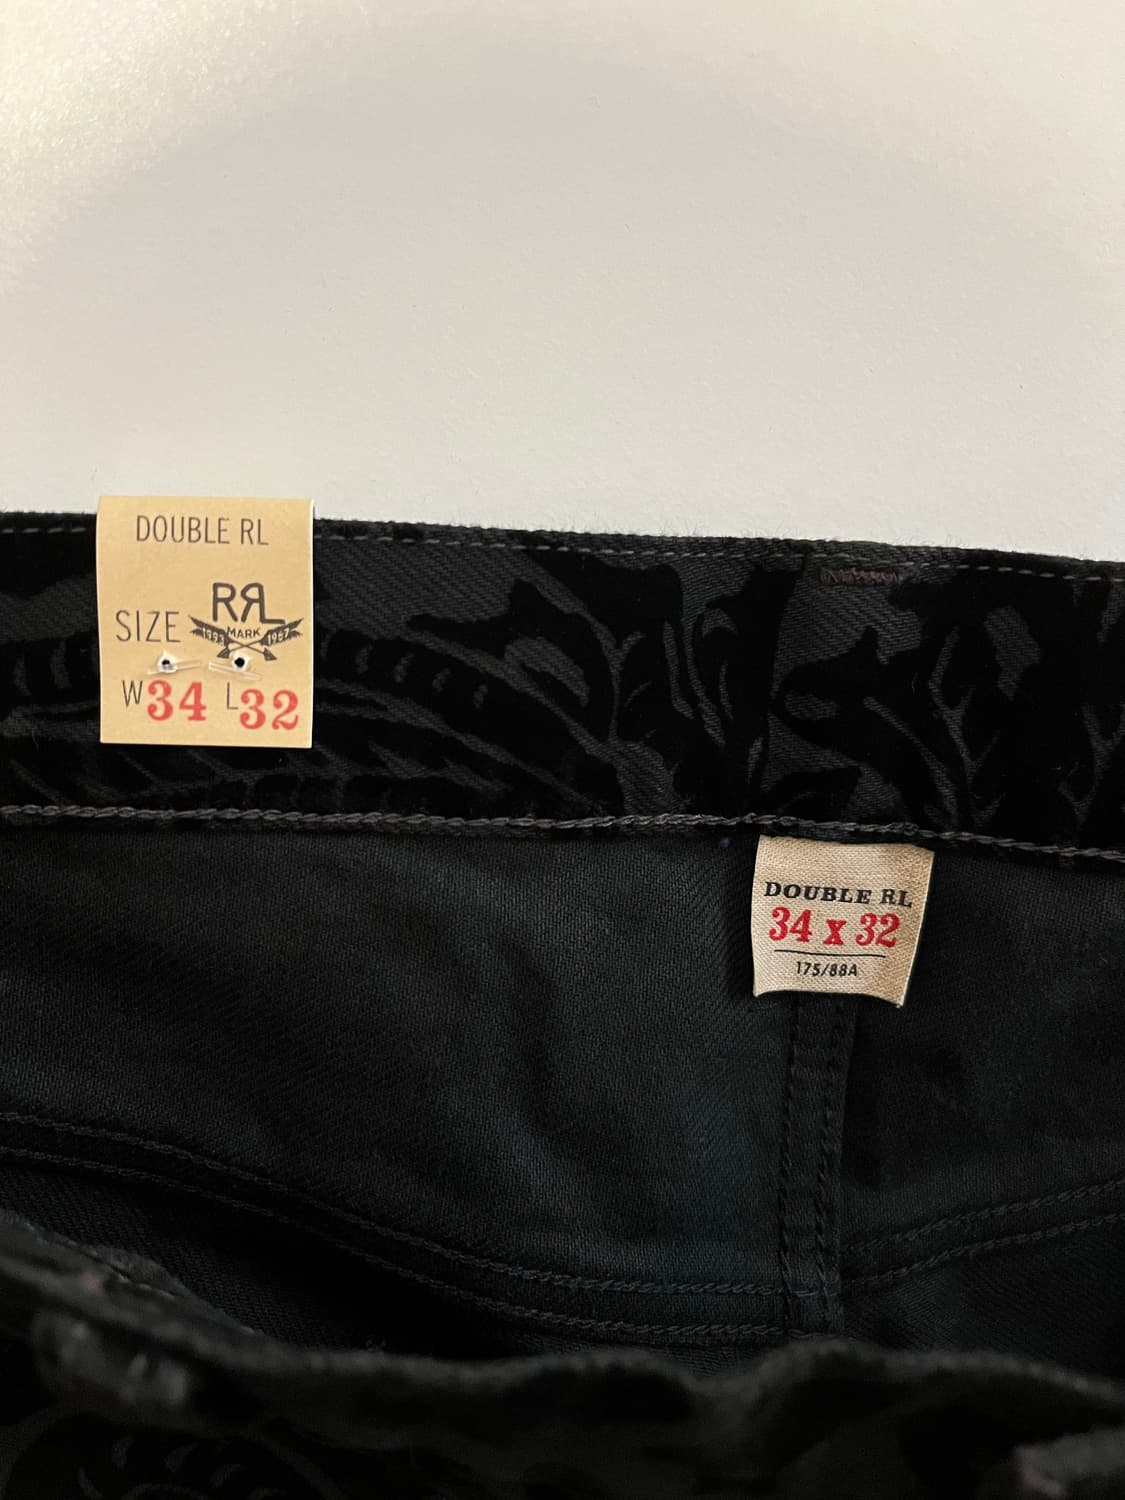 DOUBLE RL
RRL
SIZE
1993 MARK 1967
W34 L32
DOUBLE RL
34 x 32
175/88A